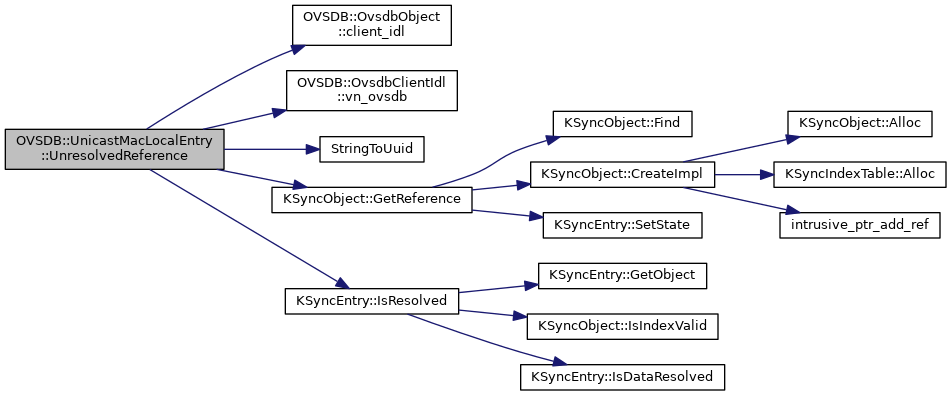 OVSDB::UnicastMacLocalEntry
::UnresolvedReference
OVSDB::OvsdbObject
::client_idl
OVSDB::OvsdbClientIdl
::vn_ovsdb
StringToUuid
KSyncObject::GetReference
KSyncEntry::IsResolved
KSyncObject::Find
KSyncObject::CreateImpl
KSyncEntry::SetState
KSyncEntry::GetObject
KSyncObject::IsIndexValid
KSyncEntry::IsDataResolved
KSyncObject::Alloc
KSyncIndexTable::Alloc
intrusive_ptr_add_ref